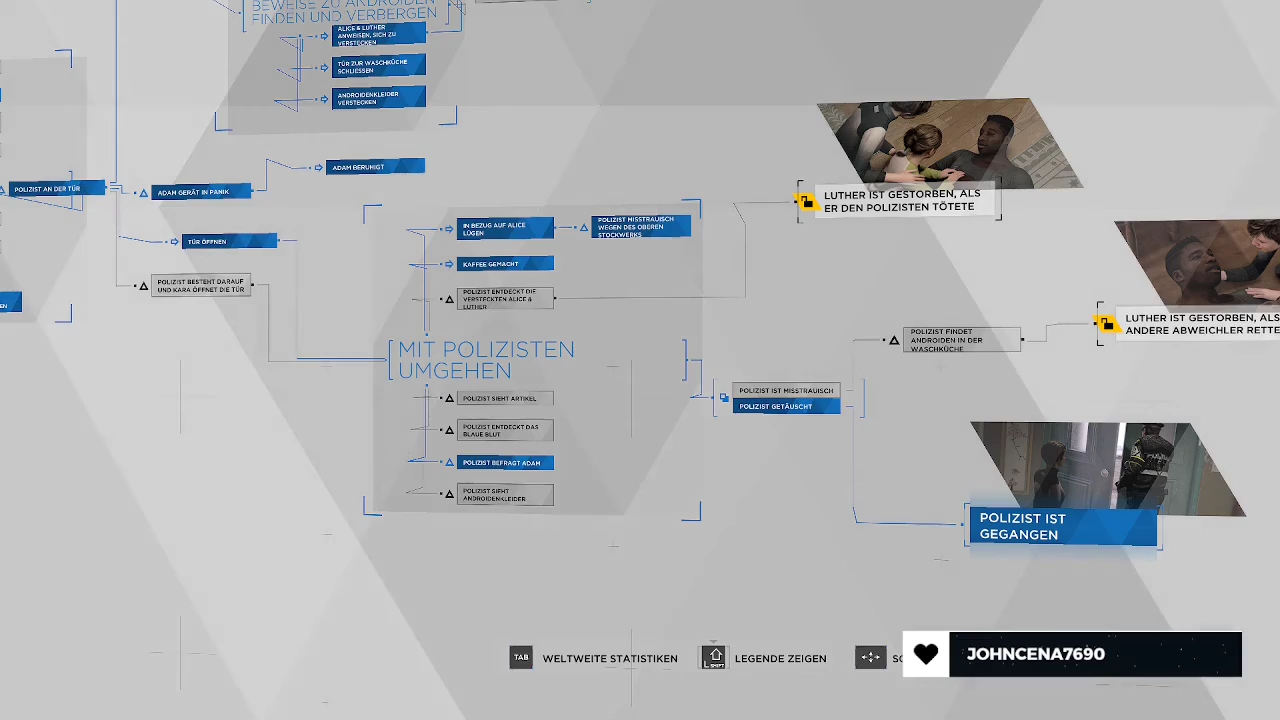 BEWEISE ZU ANDROIDEN
FINDEN UND VERBERGEN
ALICE & LUTHER
ANWEISEN, SICH ZU
VERSTECKEN
TÜR ZUR WASCHKÜCHE
SCHLIESSEN
ANDROIDENKLEIDER
VERSTECKEN
POLIZIST AN DER TÜR
ADAM GERÄT IN PANIK
ADAM BERUHIGT
TÜR ÖFFNEN
POLIZIST BESTEHT DARAUF
UND KARA ÖFFNET DIE TÜR
EN
IN BEZUG AUF ALICE
LÜGEN
POLIZIST MISSTRAUISCH
WEGEN DES OBEREN
STOCKWERKS
KAFFEE GEMACHT
POLIZIST ENTDECKT DIE
VERSTECKTEN ALICE &
LUTHER
MIT POLIZISTEN
UMGEHEN
POLIZIST SIEHT ARTIKEL
POLIZIST ENTDECKT DAS
BLAUE BLUT
POLIZIST BEFRAGT ADAM
POLIZIST SIEHT
ANDROIDENKLEIDER
POLIZIST IST MISSTRAUISCH
POLIZIST GETÄUSCHT
LUTHER IST GESTORBEN, ALS
ER DEN POLIZISTEN TÖTETE
POLIZIST FINDET
ANDROIDEN IN DER
WASCHKÜCHE
LUTHER IST GESTORBEN, ALS
ANDERE ABWEICHLER RETTE
POLIZIST IST
GEGANGEN
TAB WELTWEITE STATISTIKEN
L SHIFT LEGENDE ZEIGEN
SC
JOHNCENA7690